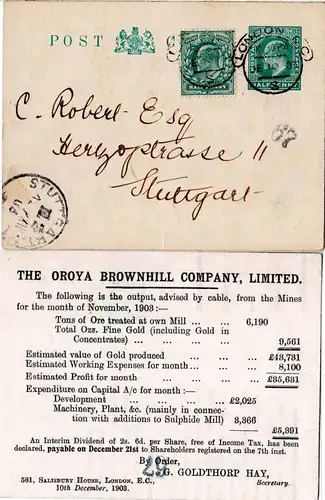 POST
LONDON
HALFPENNY
HALFPENNY
C. Robert Esq
Herzogstrasse 11
Stuttgart
STUTTGART
THE OROYA BROWNHILL COMPANY, LIMITED.
The following is the output, advised by cable, from the Mines
for the month of November, 1903:—
Tons of Ore treated at own Mill ... ... 6,190
Total Ozs. Fine Gold (including Gold in
Concentrates) ... ... ... ... 9,561
Estimated value of Gold produced ... ... £43,731
Estimated Working Expenses for month ... ... 8,100
Estimated Profit for month ... ... ... £35,631
Expenditure on Capital A/c for month:—
Development ... ... ... £2,025
Machinery, Plant, &c. (mainly in connec-
tion with additions to Sulphide Mill) 3,366
£5,391
An Interim Dividend of 2s. 6d. per Share, free of Income Tax, has been
declared, payable on December 21st to Shareholders registered on the 7th inst.
By Order,
G. GOLDTHORP HAY,
581, SALISBURY HOUSE, LONDON, E.C., Secretary.
10th December, 1903.